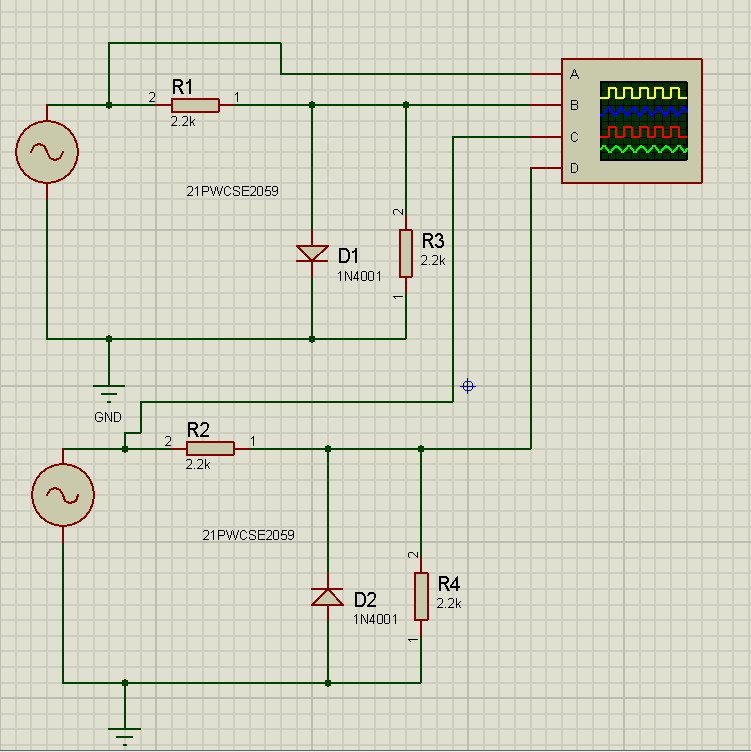 R1
2
1
2.2k
A
B
C
D
21PWCSE2059
D1
1N4001
2
R3
2.2k
1
GND
R2
2
1
2.2k
21PWCSE2059
D2
1N4001
2
R4
2.2k
1